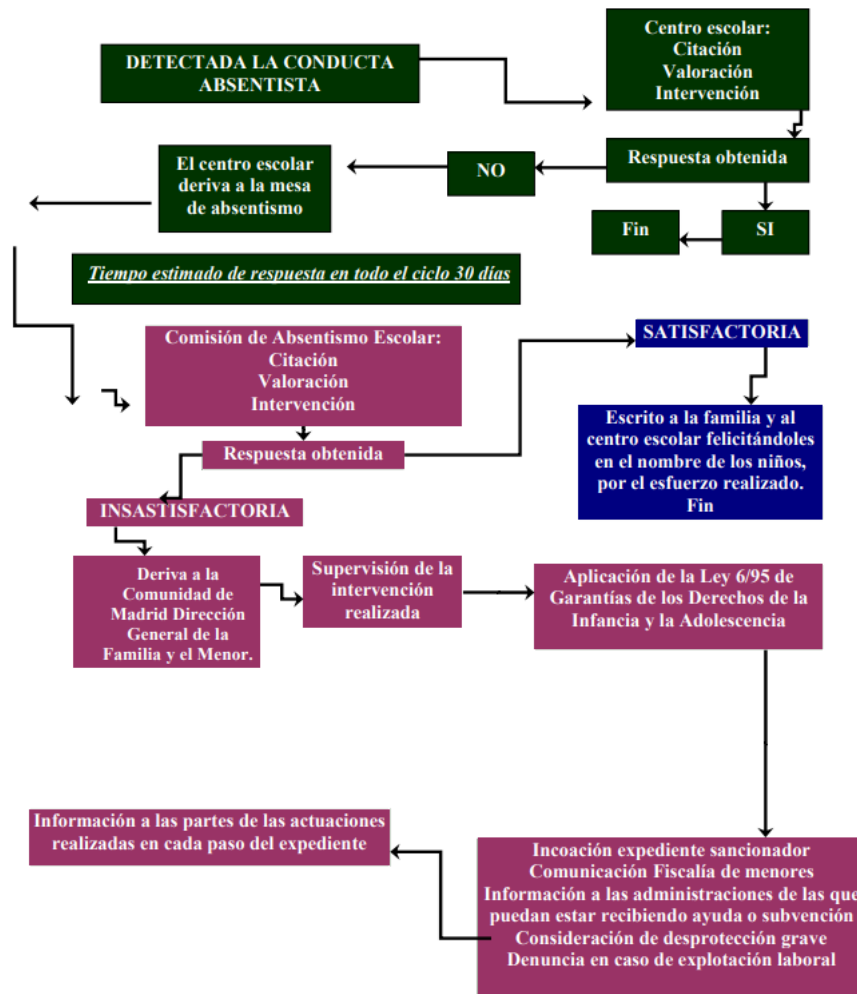 DETECTADA LA CONDUCTA
ABSENTISTA
Centro escolar:
Citación
Valoración
Intervención
Respuesta obtenida
NO
El centro escolar
deriva a la mesa
de absentismo
SI
Fin
Tiempo estimado de respuesta en todo el ciclo 30 días
Comisión de Absentismo Escolar:
Citación
Valoración
Intervención
Respuesta obtenida
SATISFACTORIA
Escrito a la familia y al
centro escolar felicitándoles
en el nombre de los niños,
por el esfuerzo realizado.
Fin
INSASTISFACTORIA
Deriva a la
Comunidad de
Madrid Dirección
General de la
Familia y el Menor.
Supervisión de la
intervención
realizada
Aplicación de la Ley 6/95 de
Garantías de los Derechos de la
Infancia y la Adolescencia
Incoación expediente sancionador
Comunicación Fiscalía de menores
Información a las administraciones de las que
puedan estar recibiendo ayuda o subvención
Consideración de desprotección grave
Denuncia en caso de explotación laboral
Información a las partes de las actuaciones
realizadas en cada paso del expediente